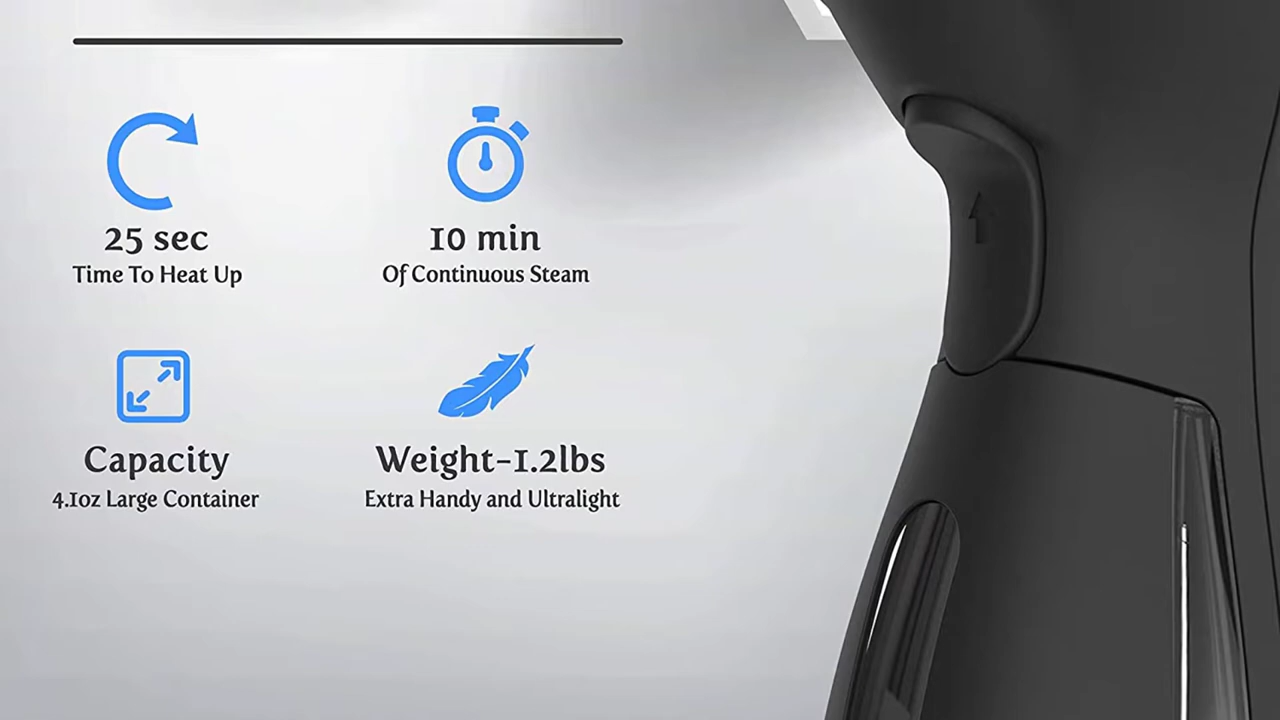 25 sec
Time To Heat Up
10 min
Of Continuous Steam
Capacity
4.1oz Large Container
Weight-1.2lbs
Extra Handy and Ultralight